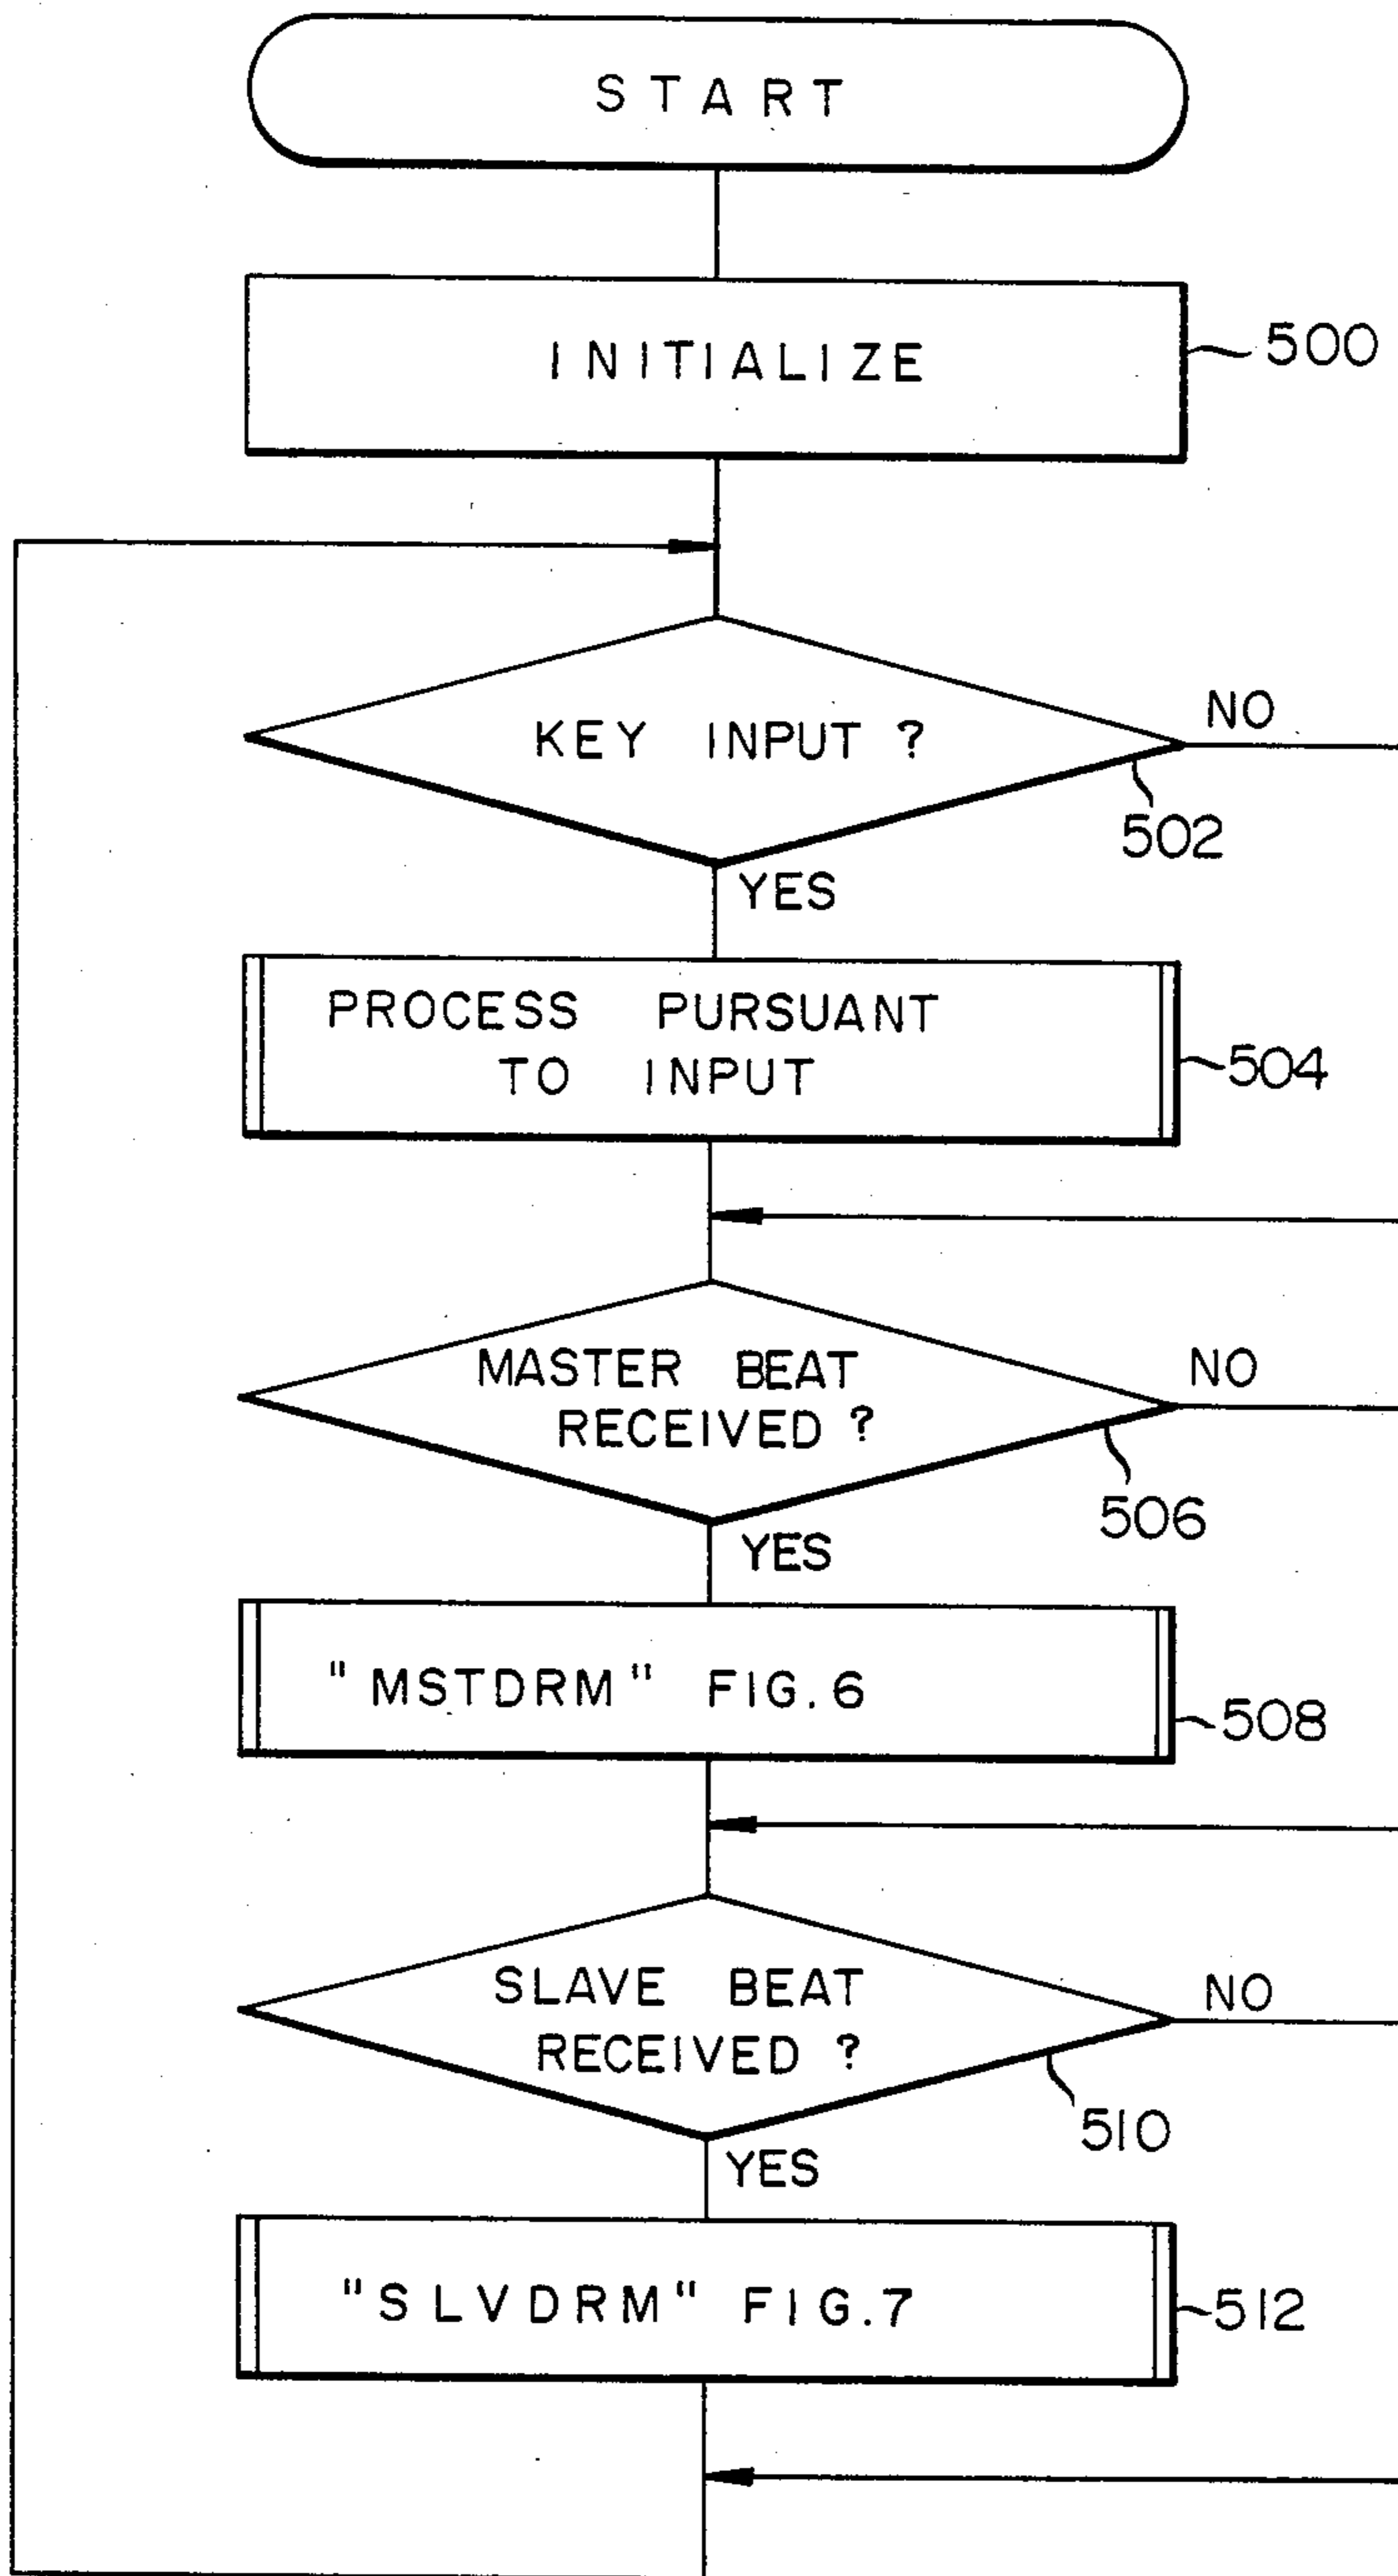 START
INITIALIZE
500
KEY INPUT ?
NO
502
YES
PROCESS PURSUANT
TO INPUT
504
MASTER BEAT
RECEIVED ?
NO
506
YES
"MSTDRM" FIG. 6
508
SLAVE BEAT
RECEIVED ?
NO
510
YES
"SLVDRM" FIG. 7
512